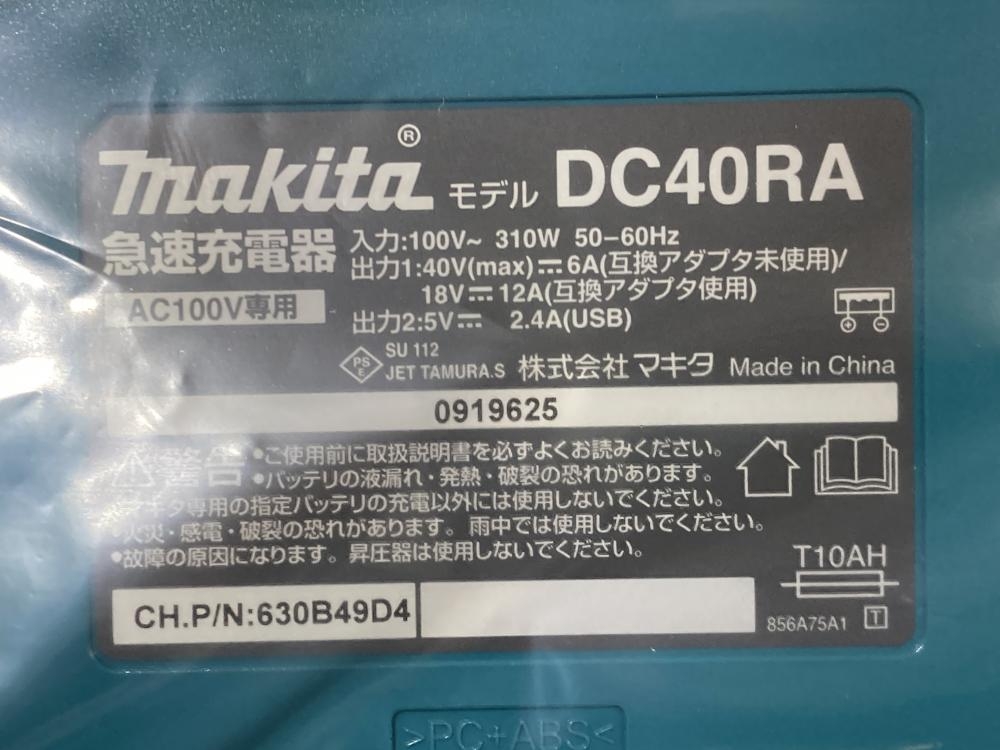 makita® モデル DC40RA
急速充電器
AC100V専用
入力:100V~ 310W 50-60Hz
出力1:40V(max)⎓6A(互換アダプタ未使用)/
18V⎓12A(互換アダプタ使用)
出力2:5V⎓ 2.4A(USB)
PS
E
SU 112
JET TAMURA.S 株式会社 マキタ Made in China
0919625
警告
•ご使用前に取扱説明書を必ずよくお読みください。
•バッテリの液漏れ・発熱・破裂の恐れがあります。
マキタ専用の指定バッテリの充電以外には使用しないでください。
•火災・感電・破裂の恐れがあります。雨中では使用しないでください。
•故障の原因になります。昇圧器は使用しないでください。
T10AH
CH.P/N:630B49D4
856A75A1 T
>PC+ABS<